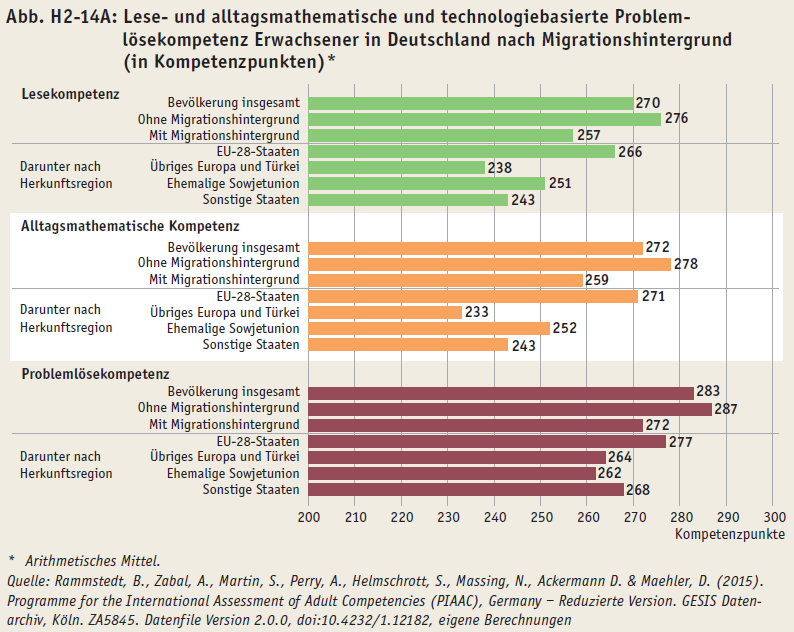 Abb. H2-14A: Lese- und alltagsmathematische und technologiebasierte Problem-
lösekompetenz Erwachsener in Deutschland nach Migrationshintergrund
(in Kompetenzpunkten)*
Lesekompetenz
Bevölkerung insgesamt 270
Ohne Migrationshintergrund 276
Mit Migrationshintergrund 257
Darunter nach
Herkunftsregion
EU-28-Staaten 266
Übriges Europa und Türkei 238
Ehemalige Sowjetunion 251
Sonstige Staaten 243
Alltagsmathematische Kompetenz
Bevölkerung insgesamt 272
Ohne Migrationshintergrund 278
Mit Migrationshintergrund 259
Darunter nach
Herkunftsregion
EU-28-Staaten 271
Übriges Europa und Türkei 233
Ehemalige Sowjetunion 252
Sonstige Staaten 243
Problemlösekompetenz
Bevölkerung insgesamt 283
Ohne Migrationshintergrund 287
Mit Migrationshintergrund 272
Darunter nach
Herkunftsregion
EU-28-Staaten 277
Übriges Europa und Türkei 264
Ehemalige Sowjetunion 262
Sonstige Staaten 268
200 210 220 230 240 250 260 270 280 290 300
Kompetenzpunkte
* Arithmetisches Mittel.
Quelle: Rammstedt, B., Zabal, A., Martin, S., Perry, A., Helmschrott, S., Massing, N., Ackermann D. & Maehler, D. (2015).
Programme for the International Assessment of Adult Competencies (PIAAC), Germany – Reduzierte Version. GESIS Daten-
archiv, Köln. ZA5845. Datenfile Version 2.0.0, doi:10.4232/1.12182, eigene Berechnungen